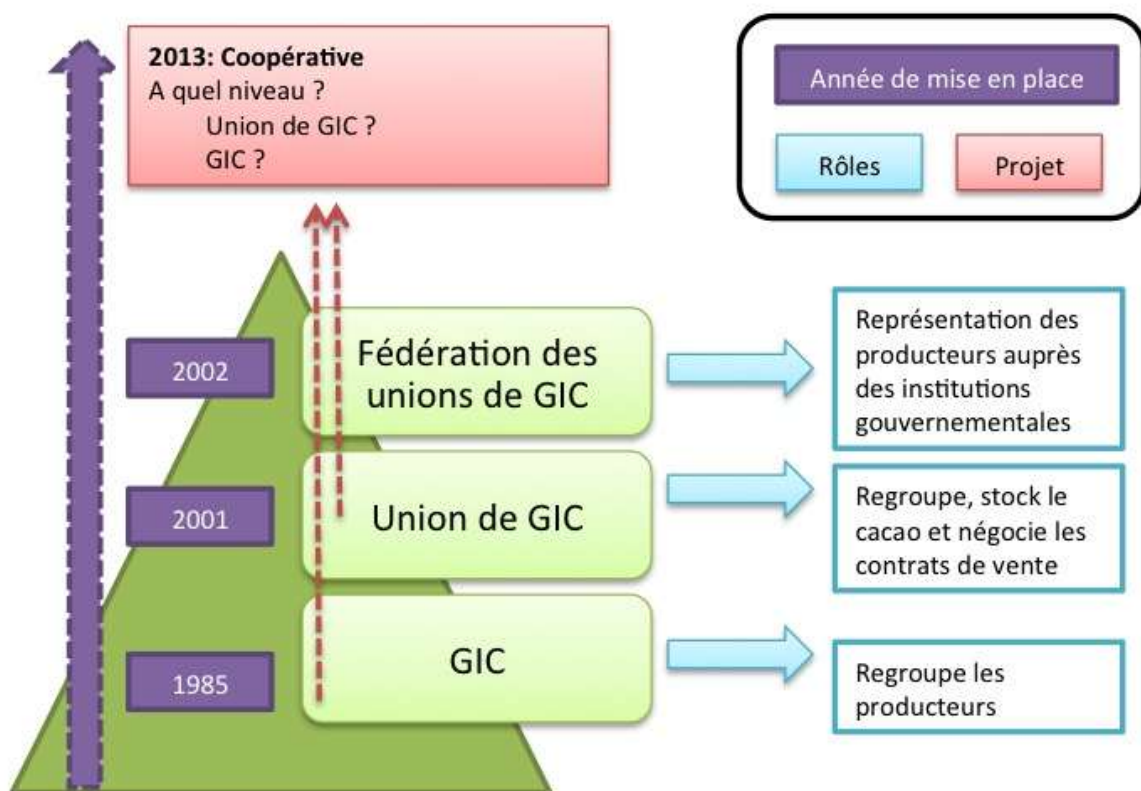 2013: Coopérative
A quel niveau ?
Union de GIC ?
GIC ?
Année de mise en place
Rôles
Projet
2002
Fédération des
unions de GIC
Représentation des
producteurs auprès
des institutions
gouvernementales
2001
Union de GIC
Regroupe, stock le
cacao et négocie les
contrats de vente
1985
GIC
Regroupe les
producteurs